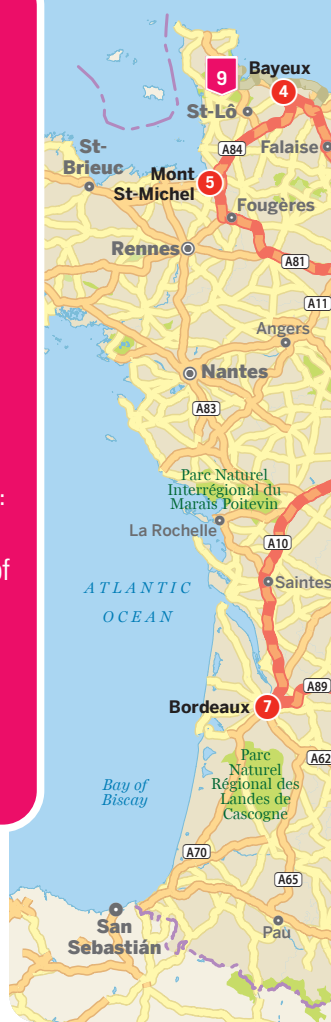 9
Bayeux
4
St-Lô
A84
Falaise
St-
Brieuc
Mont
St-Michel
5
Fougères
Rennes
A81
A11
Angers
Nantes
A83
Parc Naturel
Interrégional du
Marais Poitevin
:
La Rochelle
A10
of
ATLANTIC
OCEAN
Saintes
A89
Bordeaux 7
Parc
Naturel
Régional des
Landes de
Cascogne
A62
Bay of
Biscay
A70
A65
San
Sebastián
Pau